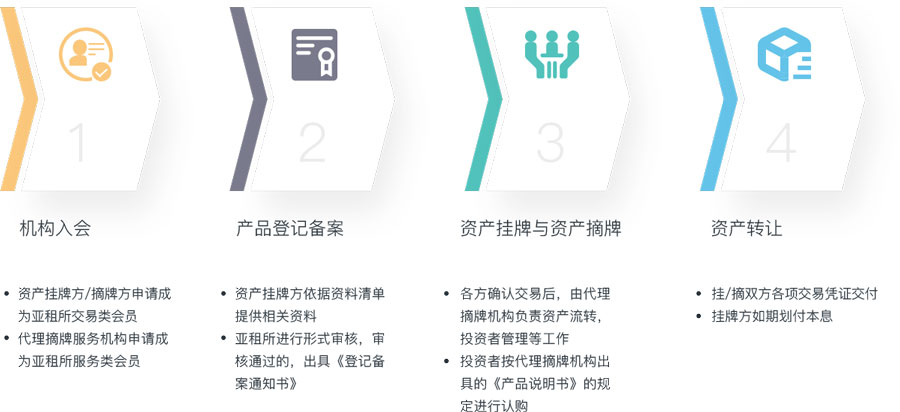 1
机构入会
• 资产挂牌方/摘牌方申请成
为亚租所交易类会员
• 代理摘牌服务机构申请成
为亚租所服务类会员
2
产品登记备案
• 资产挂牌方依据资料清单
提供相关资料
• 亚租所进行形式审核，审
核通过的，出具《登记备
案通知书》
3
资产挂牌与资产摘牌
• 各方确认交易后，由代理
摘牌机构负责资产流转，
投资者管理等工作
• 投资者按代理摘牌机构出
具的《产品说明书》的规
定进行认购
4
资产转让
• 挂/摘双方各项交易凭证交付
• 挂牌方如期划付本息